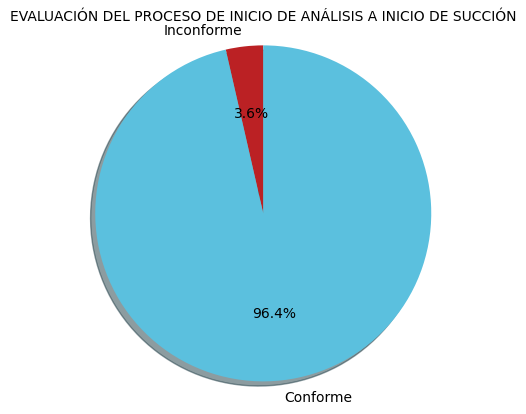 EVALUACIÓN DEL PROCESO DE INICIO DE ANÁLISIS A INICIO DE SUCCIÓN
Inconforme
3.6%
96.4%
Conforme